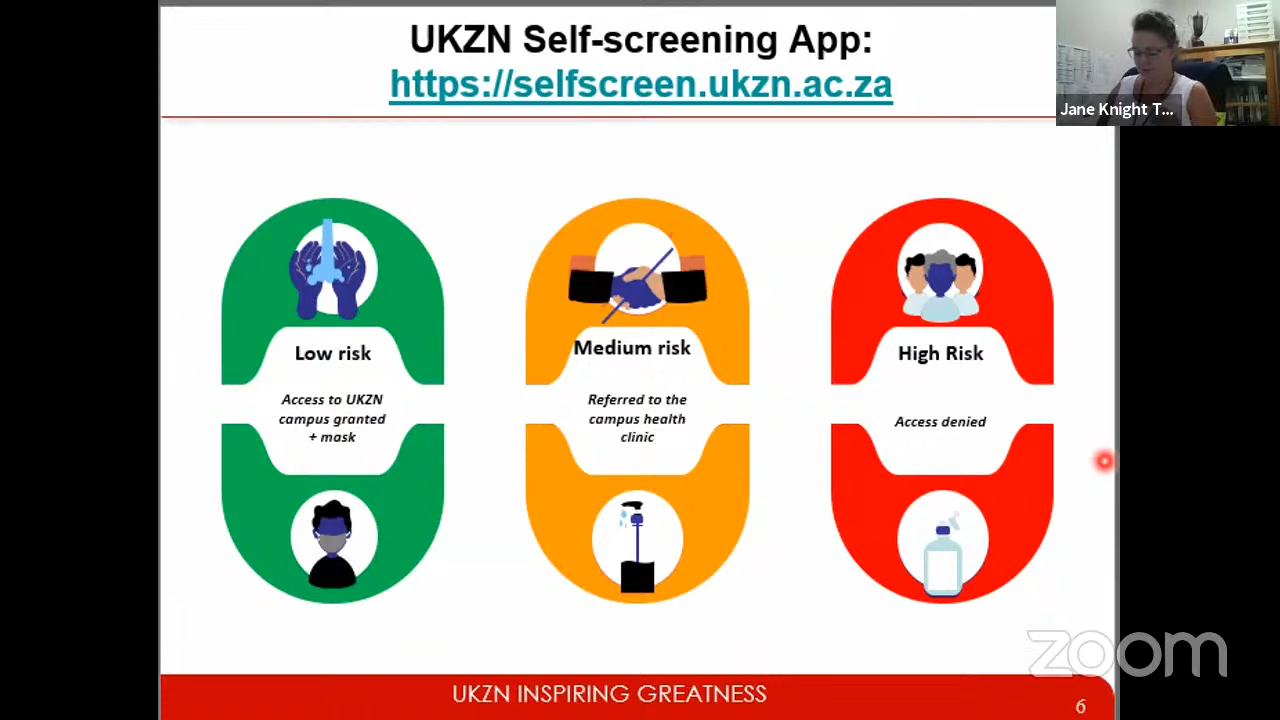 UKZN Self-screening App:
https://selfscreen.ukzn.ac.za
Jane Knight T...
Low risk
Access to UKZN
campus granted
+ mask
Medium risk
Referred to the
campus health
clinic
High Risk
Access denied
zoom
UKZN INSPIRING GREATNESS
6